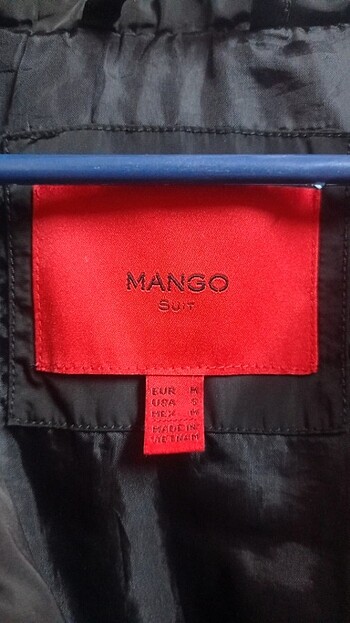 MANGO
SUIT
EUR M
USA S
MEX M
MADE IN
VIETNAM